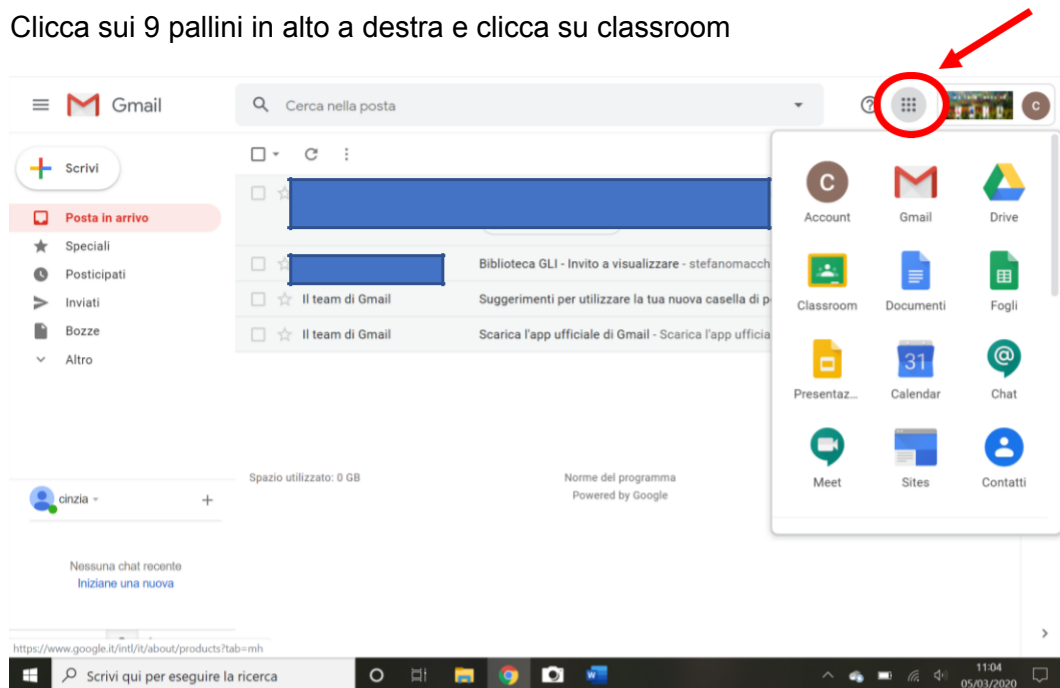 Clicca sui 9 pallini in alto a destra e clicca su classroom
Gmail
Cerca nella posta
C
Scrivi
Posta in arrivo
Speciali
Posticipati
Inviati
Bozze
Altro
Biblioteca GLI - Invito a visualizzare - stefanomacch
Il team di Gmail Suggerimenti per utilizzare la tua nuova casella di p
Il team di Gmail Scarica l'app ufficiale di Gmail - Scarica l'app ufficia
C
Account Gmail Drive
Classroom Documenti Fogli
31
Presentaz... Calendar Chat
Meet Sites Contatti
Spazio utilizzato: 0 GB
Norme del programma
Powered by Google
cinzia
Nessuna chat recente
Iniziane una nuova
https://www.google.it/intl/it/about/products?tab=mh
Scrivi qui per eseguire la ricerca
11:04
05/03/2020